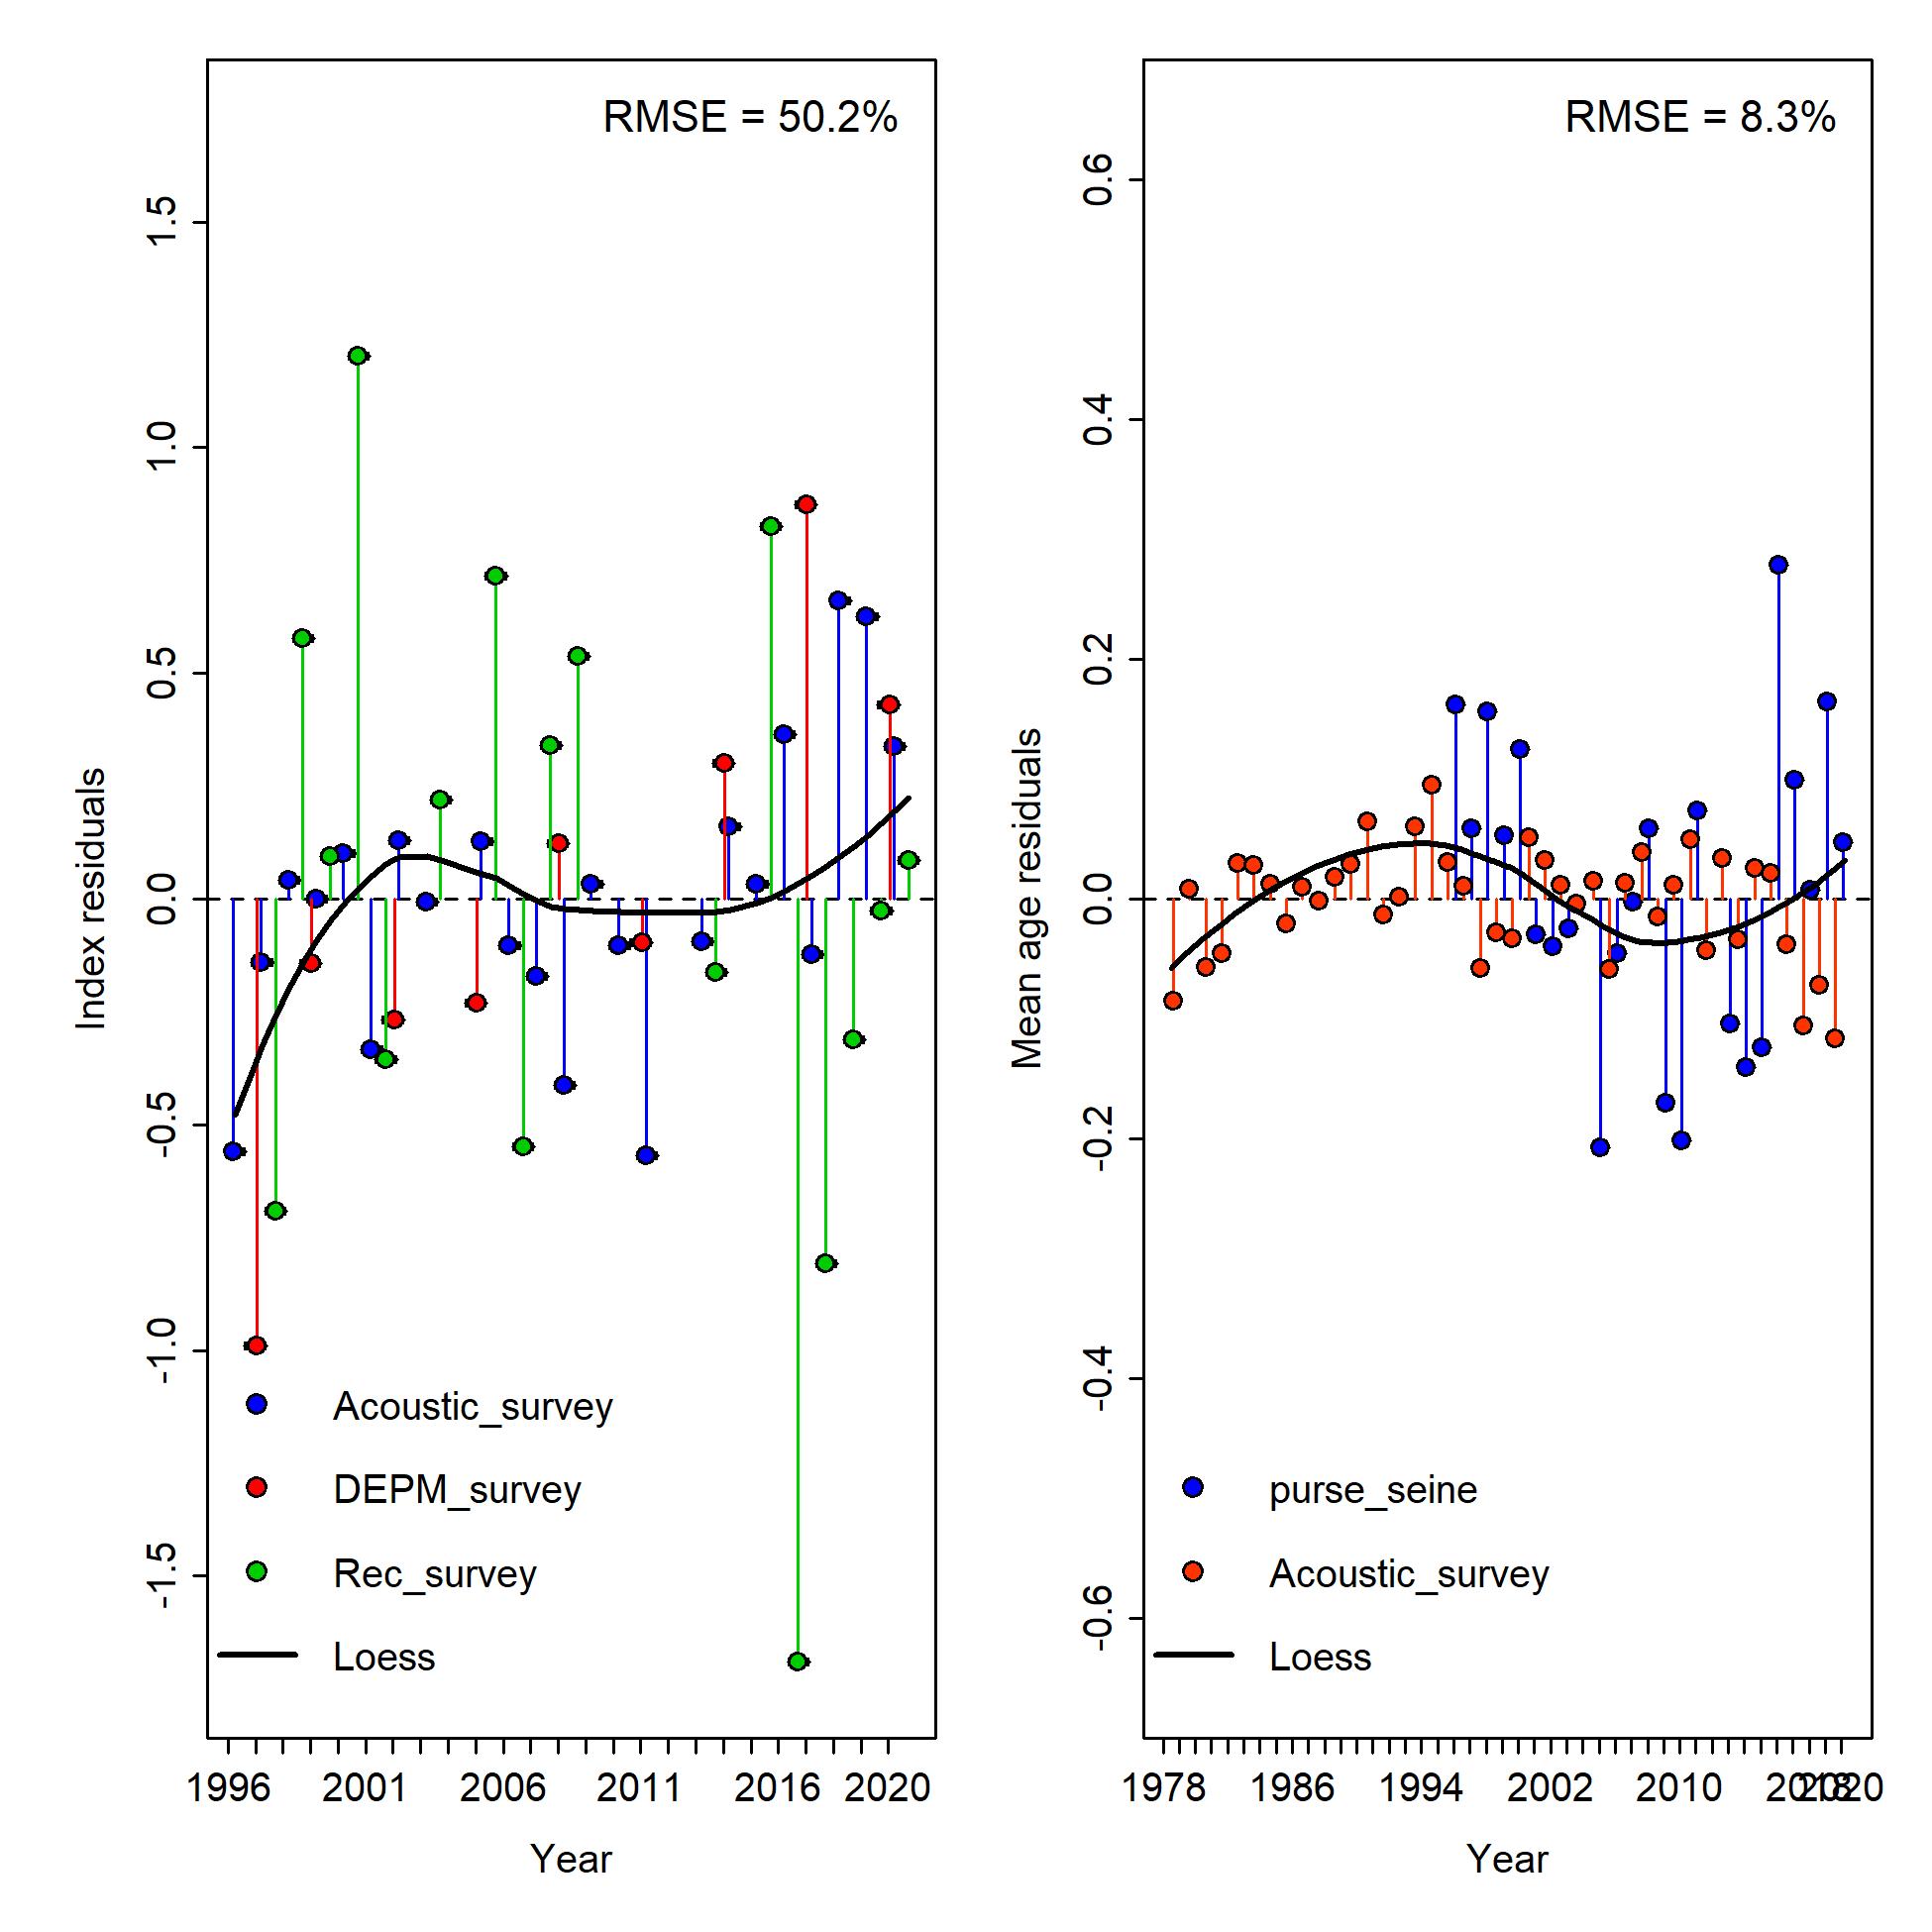 RMSE = 50.2%
Index residuals
1.5
1.0
0.5
0.0
-0.5
-1.0
-1.5
Acoustic_survey
DEPM_survey
Rec_survey
Loess
1996 2001 2006 2011 2016 2020
Year
RMSE = 8.3%
Mean age residuals
0.6
0.4
0.2
0.0
-0.2
-0.4
-0.6
purse_seine
Acoustic_survey
Loess
1978 1986 1994 2002 2010 2018 2020
Year